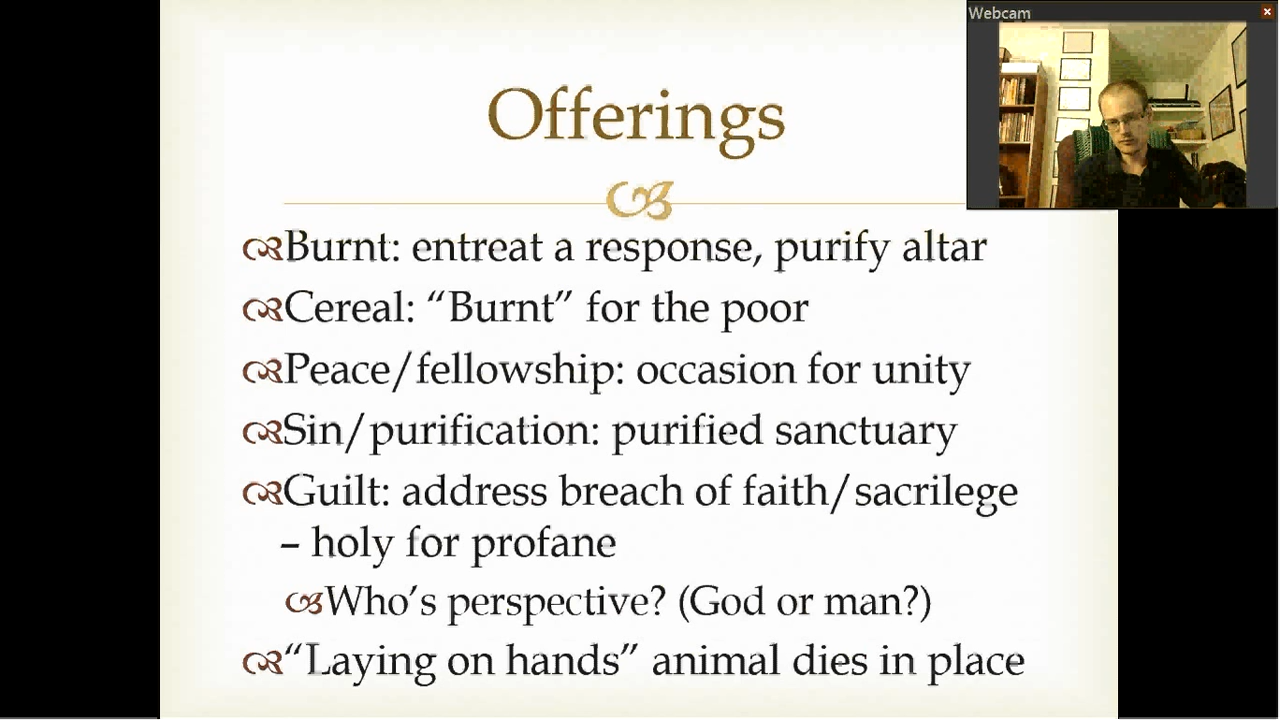 Webcam
Offerings
Burnt: entreat a response, purify altar
Cereal: “Burnt” for the poor
Peace/fellowship: occasion for unity
Sin/purification: purified sanctuary
Guilt: address breach of faith/sacrilege
– holy for profane
Who’s perspective? (God or man?)
“Laying on hands” animal dies in place